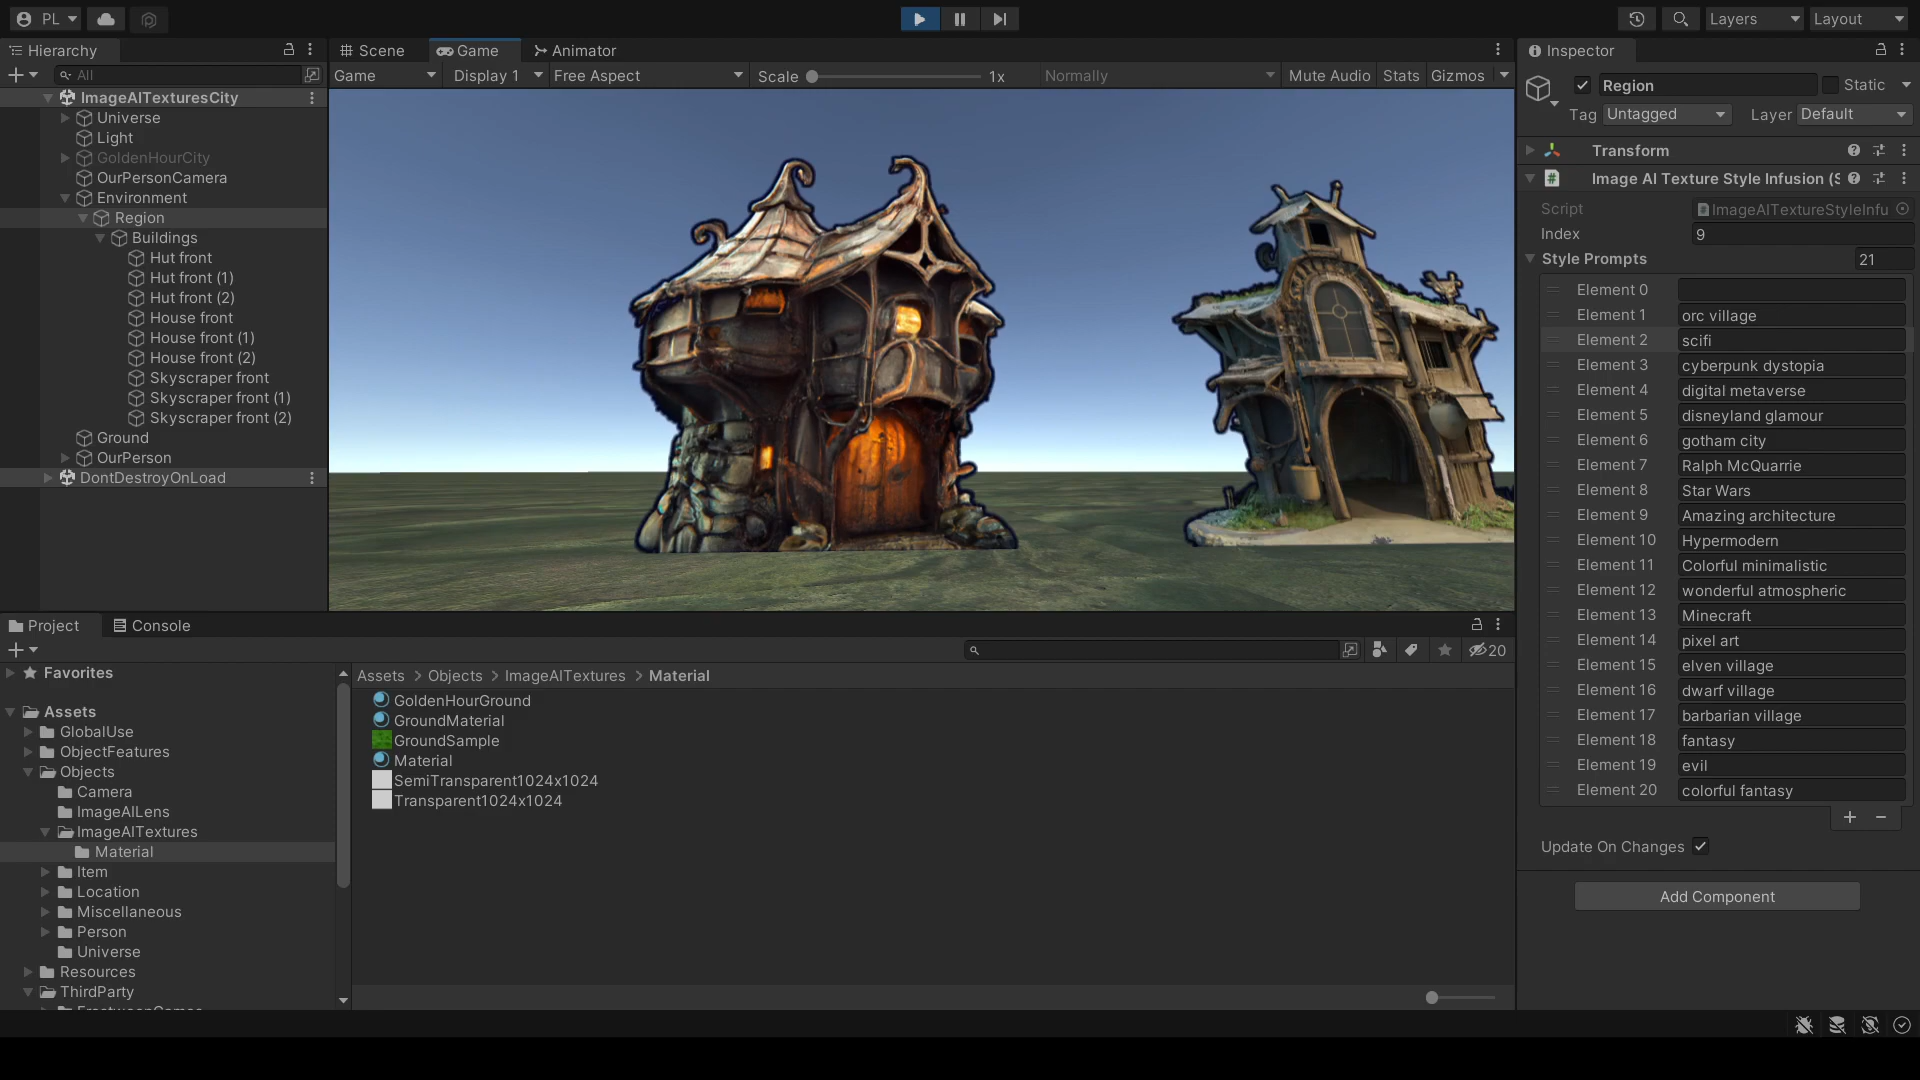 PL
Layers
Layout
Hierarchy
All
ImageAITexturesCity
Universe
Light
GoldenHourCity
OurPersonCamera
Environment
Region
Buildings
Hut front
Hut front (1)
Hut front (2)
House front
House front (1)
House front (2)
Skyscraper front
Skyscraper front (1)
Skyscraper front (2)
Ground
OurPerson
DontDestroyOnLoad
Scene
Game
Animator
Game
Display 1
Free Aspect
Scale
1x
Normally
Mute Audio
Stats
Gizmos
Inspector
Region
Static
Tag
Untagged
Layer
Default
Transform
Image AI Texture Style Infusion (S
Script
ImageAITextureStyleInfu
Index
9
Style Prompts
21
Element 0
Element 1
orc village
Element 2
scifi
Element 3
cyberpunk dystopia
Element 4
digital metaverse
Element 5
disneyland glamour
Element 6
gotham city
Element 7
Ralph McQuarrie
Element 8
Star Wars
Element 9
Amazing architecture
Element 10
Hypermodern
Element 11
Colorful minimalistic
Element 12
wonderful atmospheric
Element 13
Minecraft
Element 14
pixel art
Element 15
elven village
Element 16
dwarf village
Element 17
barbarian village
Element 18
fantasy
Element 19
evil
Element 20
colorful fantasy
Update On Changes
Add Component
Project
Console
20
Favorites
Assets
GlobalUse
ObjectFeatures
Objects
Camera
ImageAILens
ImageAITextures
Material
Item
Location
Miscellaneous
Person
Universe
Resources
ThirdParty
Assets > Objects > ImageAITextures > Material
GoldenHourGround
GroundMaterial
GroundSample
Material
SemiTransparent1024x1024
Transparent1024x1024